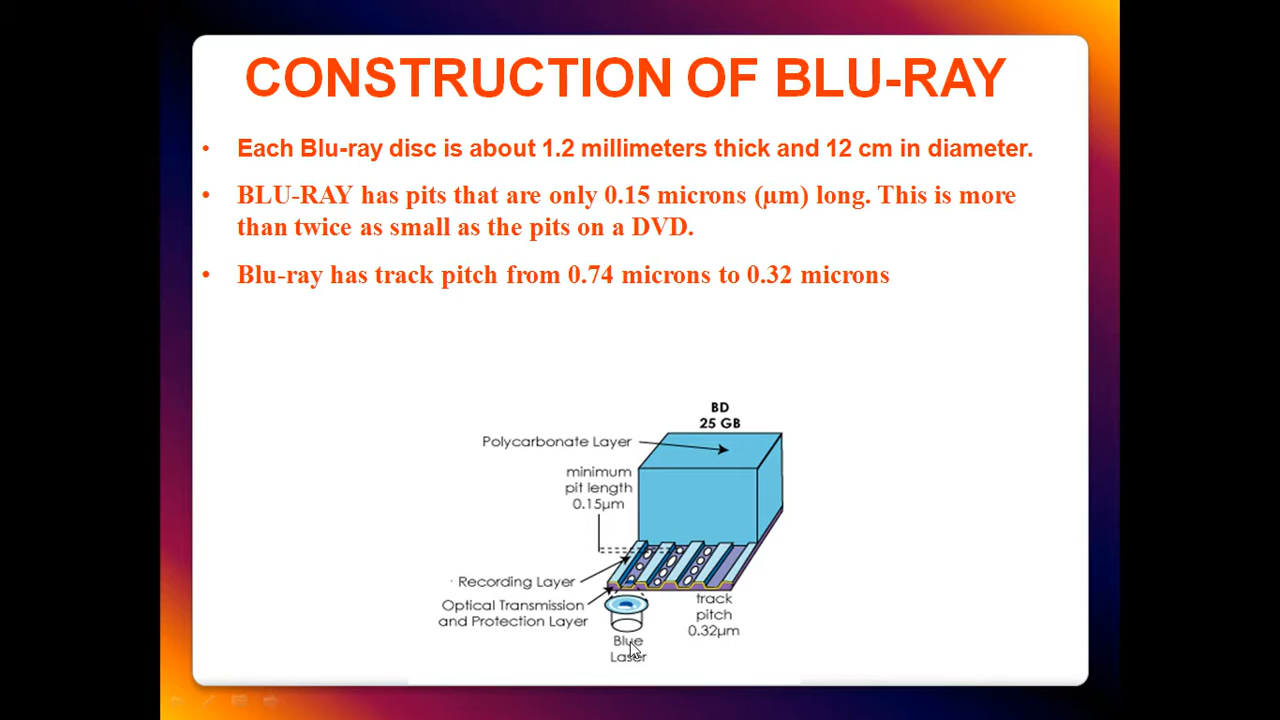 CONSTRUCTION OF BLU-RAY
• Each Blu-ray disc is about 1.2 millimeters thick and 12 cm in diameter.
• BLU-RAY has pits that are only 0.15 microns (µm) long. This is more
than twice as small as the pits on a DVD.
• Blu-ray has track pitch from 0.74 microns to 0.32 microns
BD
25 GB
Polycarbonate Layer
minimum
pit length
0.15µm
Recording Layer
Optical Transmission
and Protection Layer
track
pitch
0.32µm
Blue
Laser